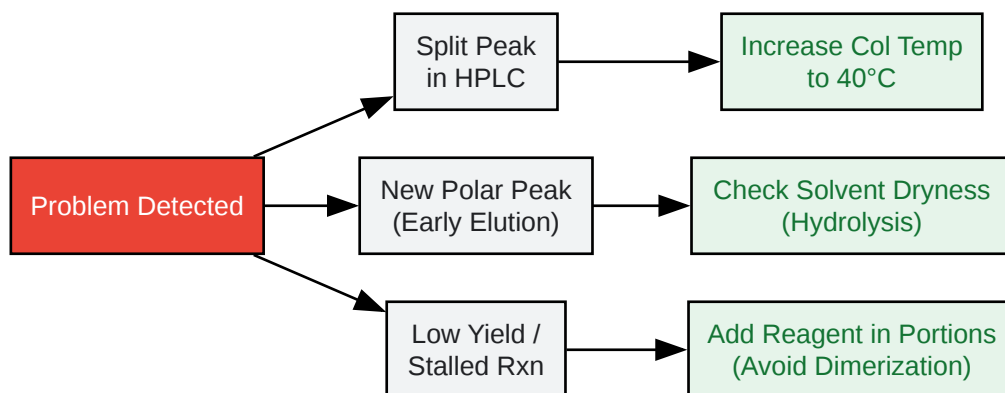 Split Peak
in HPLC
Increase Col Temp
to 40°C
Problem Detected
New Polar Peak
(Early Elution)
Check Solvent Dryness
(Hydrolysis)
Low Yield /
Stalled Rxn
Add Reagent in Portions
(Avoid Dimerization)